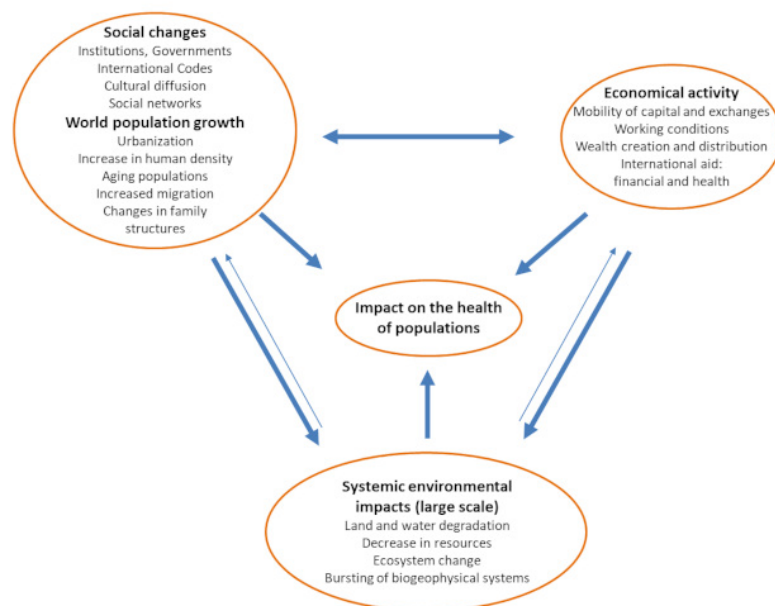 Social changes
Institutions, Governments
International Codes
Cultural diffusion
Social networks
World population growth
Urbanization
Increase in human density
Aging populations
Increased migration
Changes in family
structures
Economical activity
Mobility of capital and exchanges
Working conditions
Wealth creation and distribution
International aid:
financial and health
Impact on the health
of populations
Systemic environmental
impacts (large scale)
Land and water degradation
Decrease in resources
Ecosystem change
Bursting of biogeophysical systems